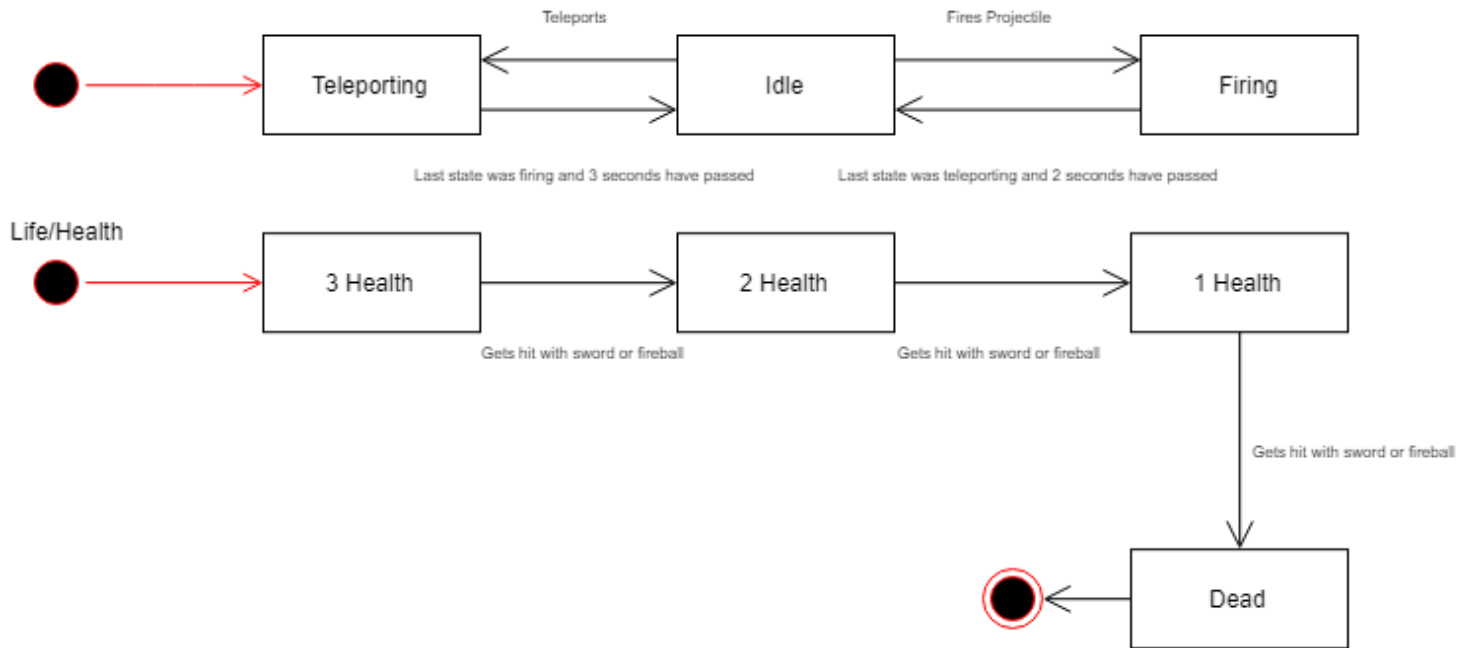 Teleports
Fires Projectile
Teleporting
Idle
Firing
Last state was firing and 3 seconds have passed
Last state was teleporting and 2 seconds have passed
Life/Health
3 Health
2 Health
1 Health
Gets hit with sword or fireball
Gets hit with sword or fireball
Gets hit with sword or fireball
Dead